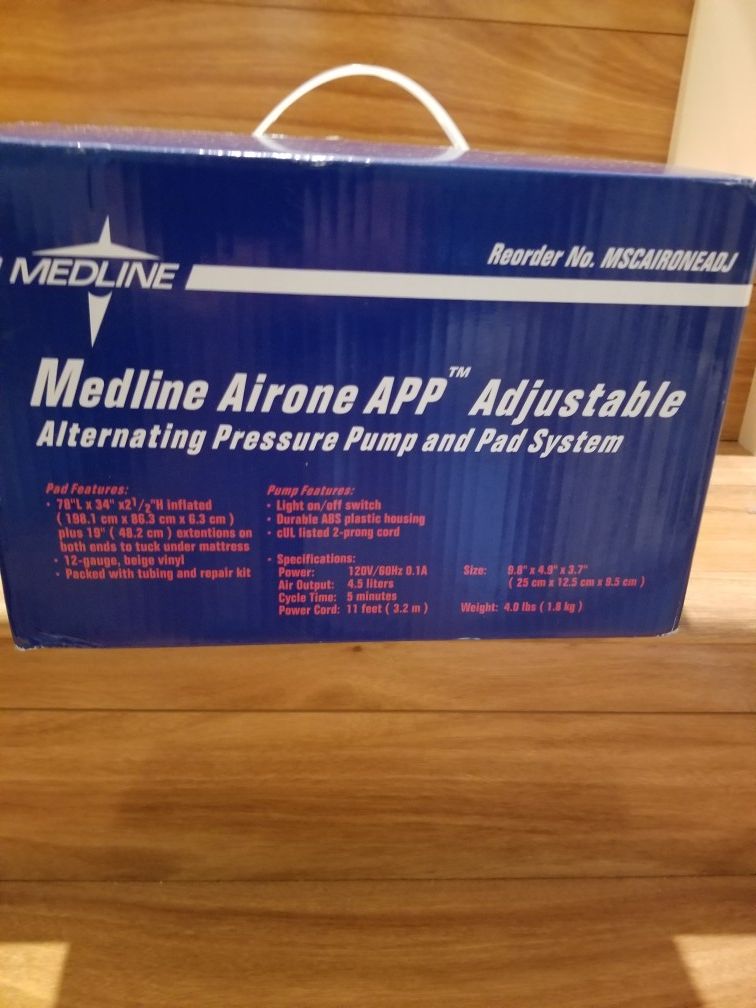 MEDLINE
Reorder No. MSCAIRONEADJ
Medline Airone APP™ Adjustable
Alternating Pressure Pump and Pad System
Pad Features:
· 78"L x 34" x2 1/2"H inflated
( 198.1 cm x 86.3 cm x 6.3 cm )
plus 19" ( 48.2 cm ) extentions on
both ends to tuck under mattress
· 12-gauge, beige vinyl
· Packed with tubing and repair kit
Pump Features:
· Light on/off switch
· Durable ABS plastic housing
· cUL listed 2-prong cord
· Specifications:
Power: 120V/60Hz 0.1A
Air Output: 4.5 liters
Cycle Time: 5 minutes
Power Cord: 11 feet ( 3.2 m )
Size: 9.8" x 4.9" x 3.7"
( 25 cm x 12.5 cm x 9.5 cm )
Weight: 4.0 lbs ( 1.8 kg )